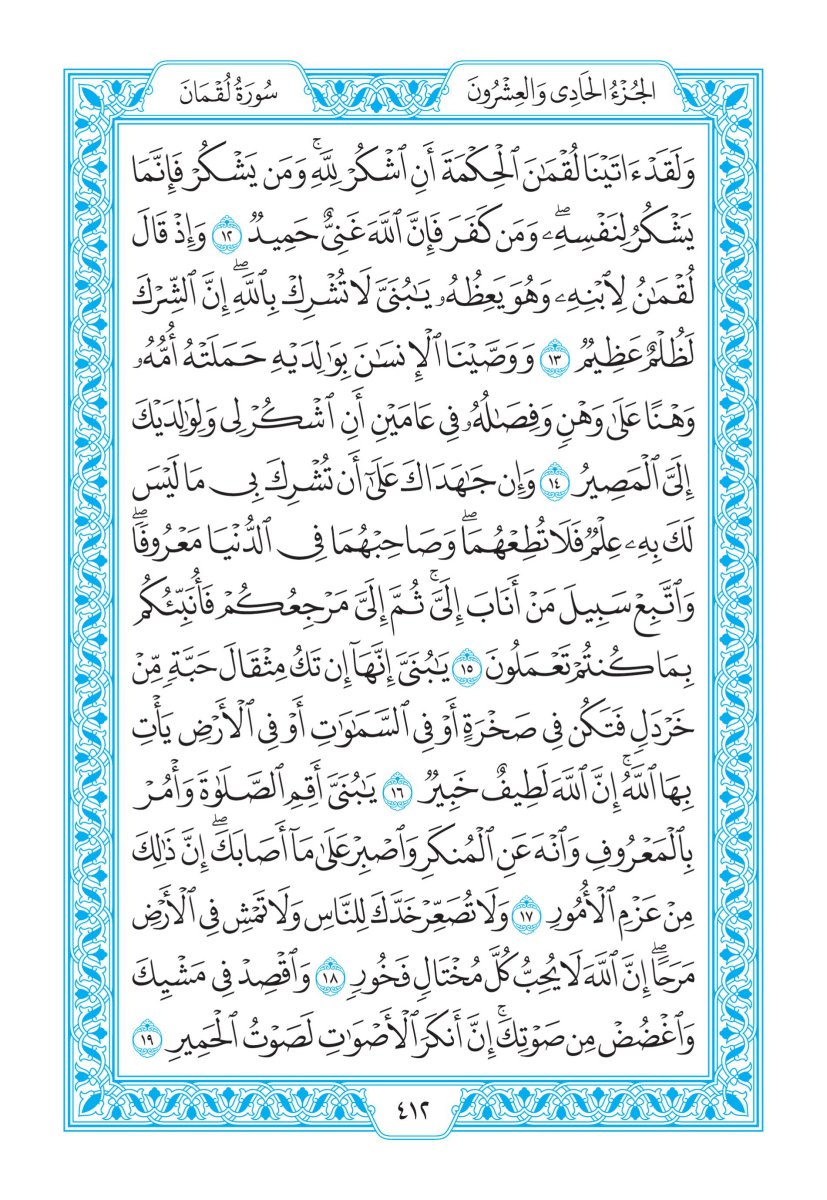 الجُزْءُ الحَادِى وَالعِشْرُونَ
سُورَةُ لُقْمَانَ
وَلَقَدْ ءَاتَيْنَا لُقْمَٰنَ ٱلْحِكْمَةَ أَنِ ٱشْكُرْ لِلَّهِۚ وَمَن يَشْكُرْ فَإِنَّمَا
يَشْكُرُ لِنَفْسِهِۦۖ وَمَن كَفَرَ فَإِنَّ ٱللَّهَ غَنِىٌّ حَمِيدٌ ١٢ وَإِذْ قَالَ
لُقْمَٰنُ لِٱبْنِهِۦ وَهُوَ يَعِظُهُۥ يَٰبُنَىَّ لَا تُشْرِكْ بِٱللَّهِۖ إِنَّ ٱلشِّرْكَ
لَظُلْمٌ عَظِيمٌ ١٣ وَوَصَّيْنَا ٱلْإِنسَٰنَ بِوَٰلِدَيْهِ حَمَلَتْهُ أُمُّهُۥ
وَهْنًا عَلَىٰ وَهْنٍ وَفِصَٰلُهُۥ فِى عَامَيْنِ أَنِ ٱشْكُرْ لِى وَلِوَٰلِدَيْكَ
إِلَىَّ ٱلْمَصِيرُ ١٤ وَإِن جَٰهَدَاكَ عَلَىٰٓ أَن تُشْرِكَ بِى مَا لَيْسَ
لَكَ بِهِۦ عِلْمٌ فَلَا تُطِعْهُمَاۖ وَصَاحِبْهُمَا فِى ٱلدُّنْيَا مَعْرُوفًاۖ
وَٱتَّبِعْ سَبِيلَ مَنْ أَنَابَ إِلَىَّۚ ثُمَّ إِلَىَّ مَرْجِعُكُمْ فَأُنَبِّئُكُم
بِمَا كُنتُمْ تَعْمَلُونَ ١٥ يَٰبُنَىَّ إِنَّهَآ إِن تَكُ مِثْقَالَ حَبَّةٍ مِّنْ
خَرْدَلٍ فَتَكُن فِى صَخْرَةٍ أَوْ فِى ٱلسَّمَٰوَٰتِ أَوْ فِى ٱلْأَرْضِ يَأْتِ
بِهَا ٱللَّهُۚ إِنَّ ٱللَّهَ لَطِيفٌ خَبِيرٌ ١٦ يَٰبُنَىَّ أَقِمِ ٱلصَّلَوٰةَ وَأْمُرْ
بِٱلْمَعْرُوفِ وَٱنْهَ عَنِ ٱلْمُنكَرِ وَٱصْبِرْ عَلَىٰ مَآ أَصَابَكَۖ إِنَّ ذَٰلِكَ
مِنْ عَزْمِ ٱلْأُمُورِ ١٧ وَلَا تُصَعِّرْ خَدَّكَ لِلنَّاسِ وَلَا تَمْشِ فِى ٱلْأَرْضِ
مَرَحًاۖ إِنَّ ٱللَّهَ لَا يُحِبُّ كُلَّ مُخْتَالٍ فَخُورٍ ١٨ وَٱقْصِدْ فِى مَشْيِكَ
وَٱغْضُضْ مِن صَوْتِكَۚ إِنَّ أَنكَرَ ٱلْأَصْوَٰتِ لَصَوْتُ ٱلْحَمِيرِ ١٩
٤١٢